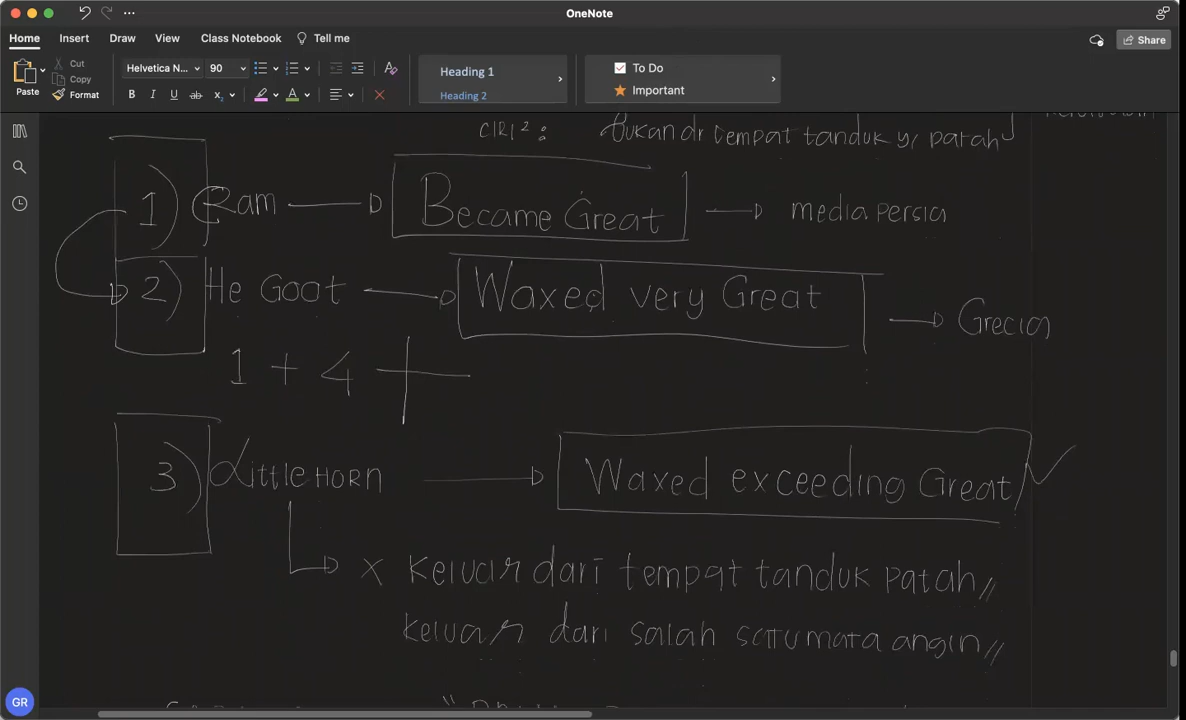 OneNote
Home Insert Draw View Class Notebook Tell me Share
Paste Cut Copy Format
Helvetica N... 90
Heading 1
Heading 2
To Do
Important
CIRI 2 : Bukan dr tempat tanduk yg patah
1) Ram Became Great media persia
2) He Goat Waxed very Great Grecia
1 + 4
3) Little HORN Waxed exceeding Great
x keluar dari tempat tanduk patah //
keluar dari salah satu mata angin //
GR